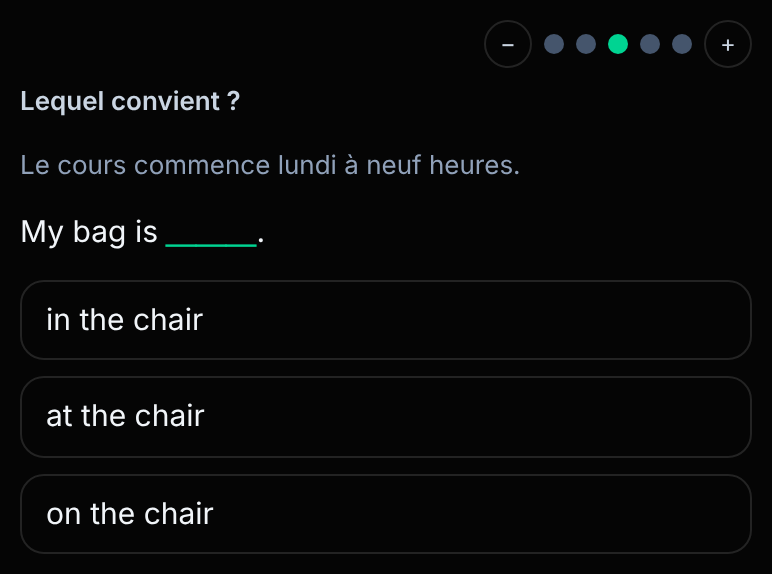 − +
Lequel convient ?
Le cours commence lundi à neuf heures.
My bag is ______.
in the chair
at the chair
on the chair